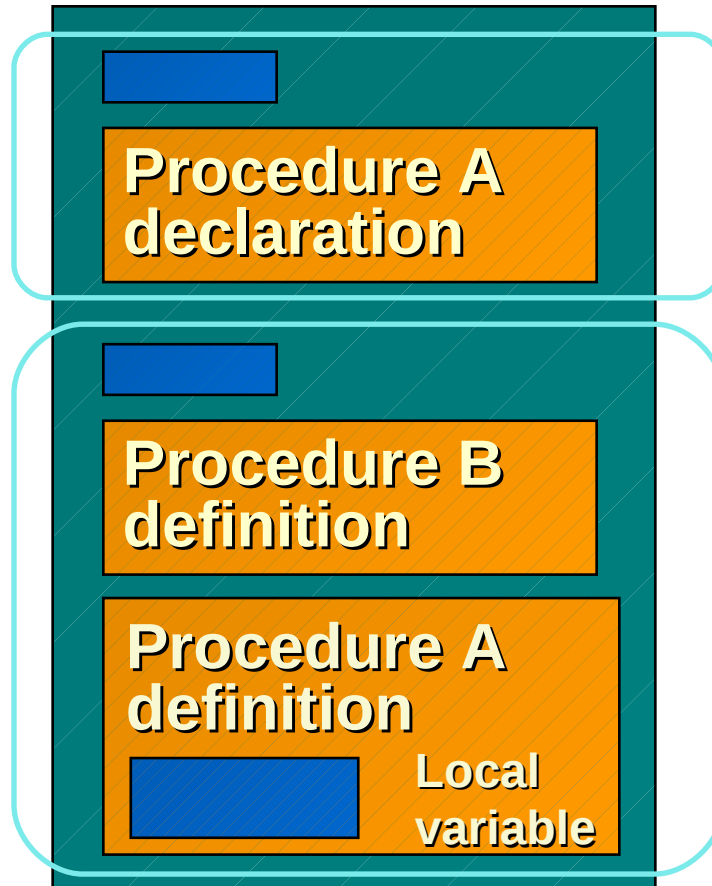 Procedure A
declaration
Procedure B
definition
Procedure A
definition
Local
variable